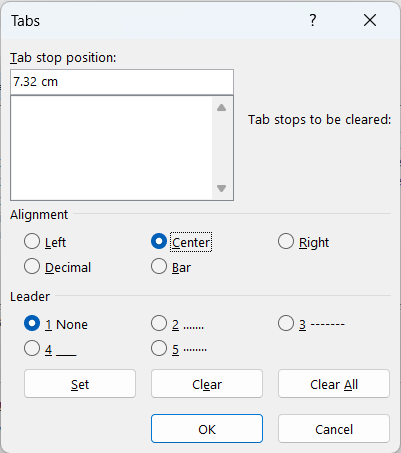 Tabs ?
Tab stop position:
7.32 cm
Tab stops to be cleared:
Alignment
Left Center Right
Decimal Bar
Leader
1 None 2 ....... 3 -------
4 ___ 5 ........
Set Clear Clear All
OK Cancel